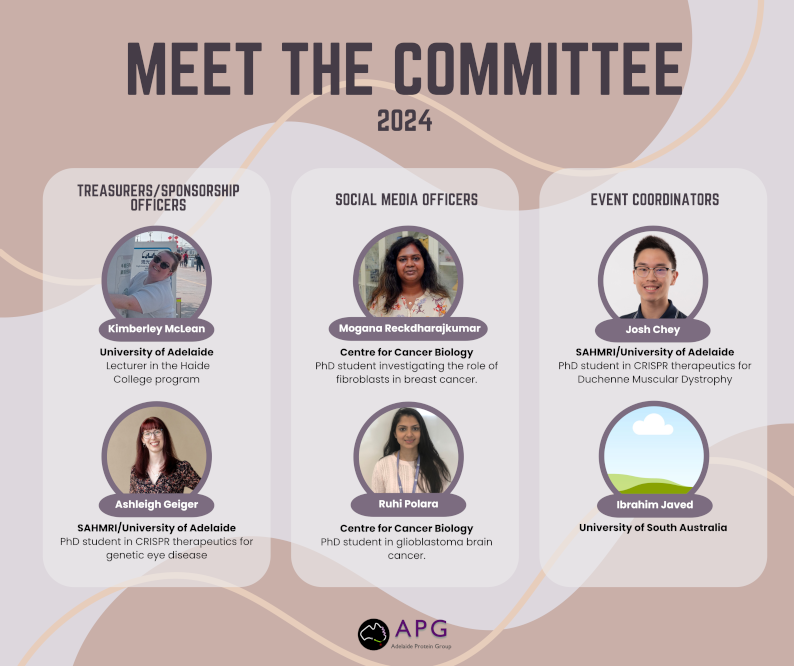 MEET THE COMMITTEE
2024
TREASURERS/SPONSORSHIP
OFFICERS
Kimberley McLean
University of Adelaide
Lecturer in the Haide
College program
Ashleigh Geiger
SAHMRI/University of Adelaide
PhD student in CRISPR therapeutics for
genetic eye disease
SOCIAL MEDIA OFFICERS
Mogana Reckdharajkumar
Centre for Cancer Biology
PhD student investigating the role of
fibroblasts in breast cancer.
Ruhi Polara
Centre for Cancer Biology
PhD student in glioblastoma brain
cancer.
EVENT COORDINATORS
Josh Chey
SAHMRI/University of Adelaide
PhD student in CRISPR therapeutics for
Duchenne Muscular Dystrophy
Ibrahim Javed
University of South Australia
APG
Adelaide Protein Group